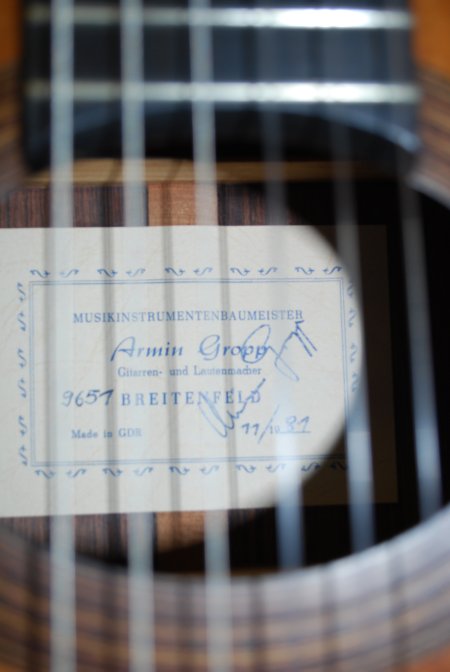 MUSIKINSTRUMENTENBAUMEISTER
Armin Gropp
Gitarren- und Lautenmacher
9651 BREITENFELD
Made in GDR
11/10 81